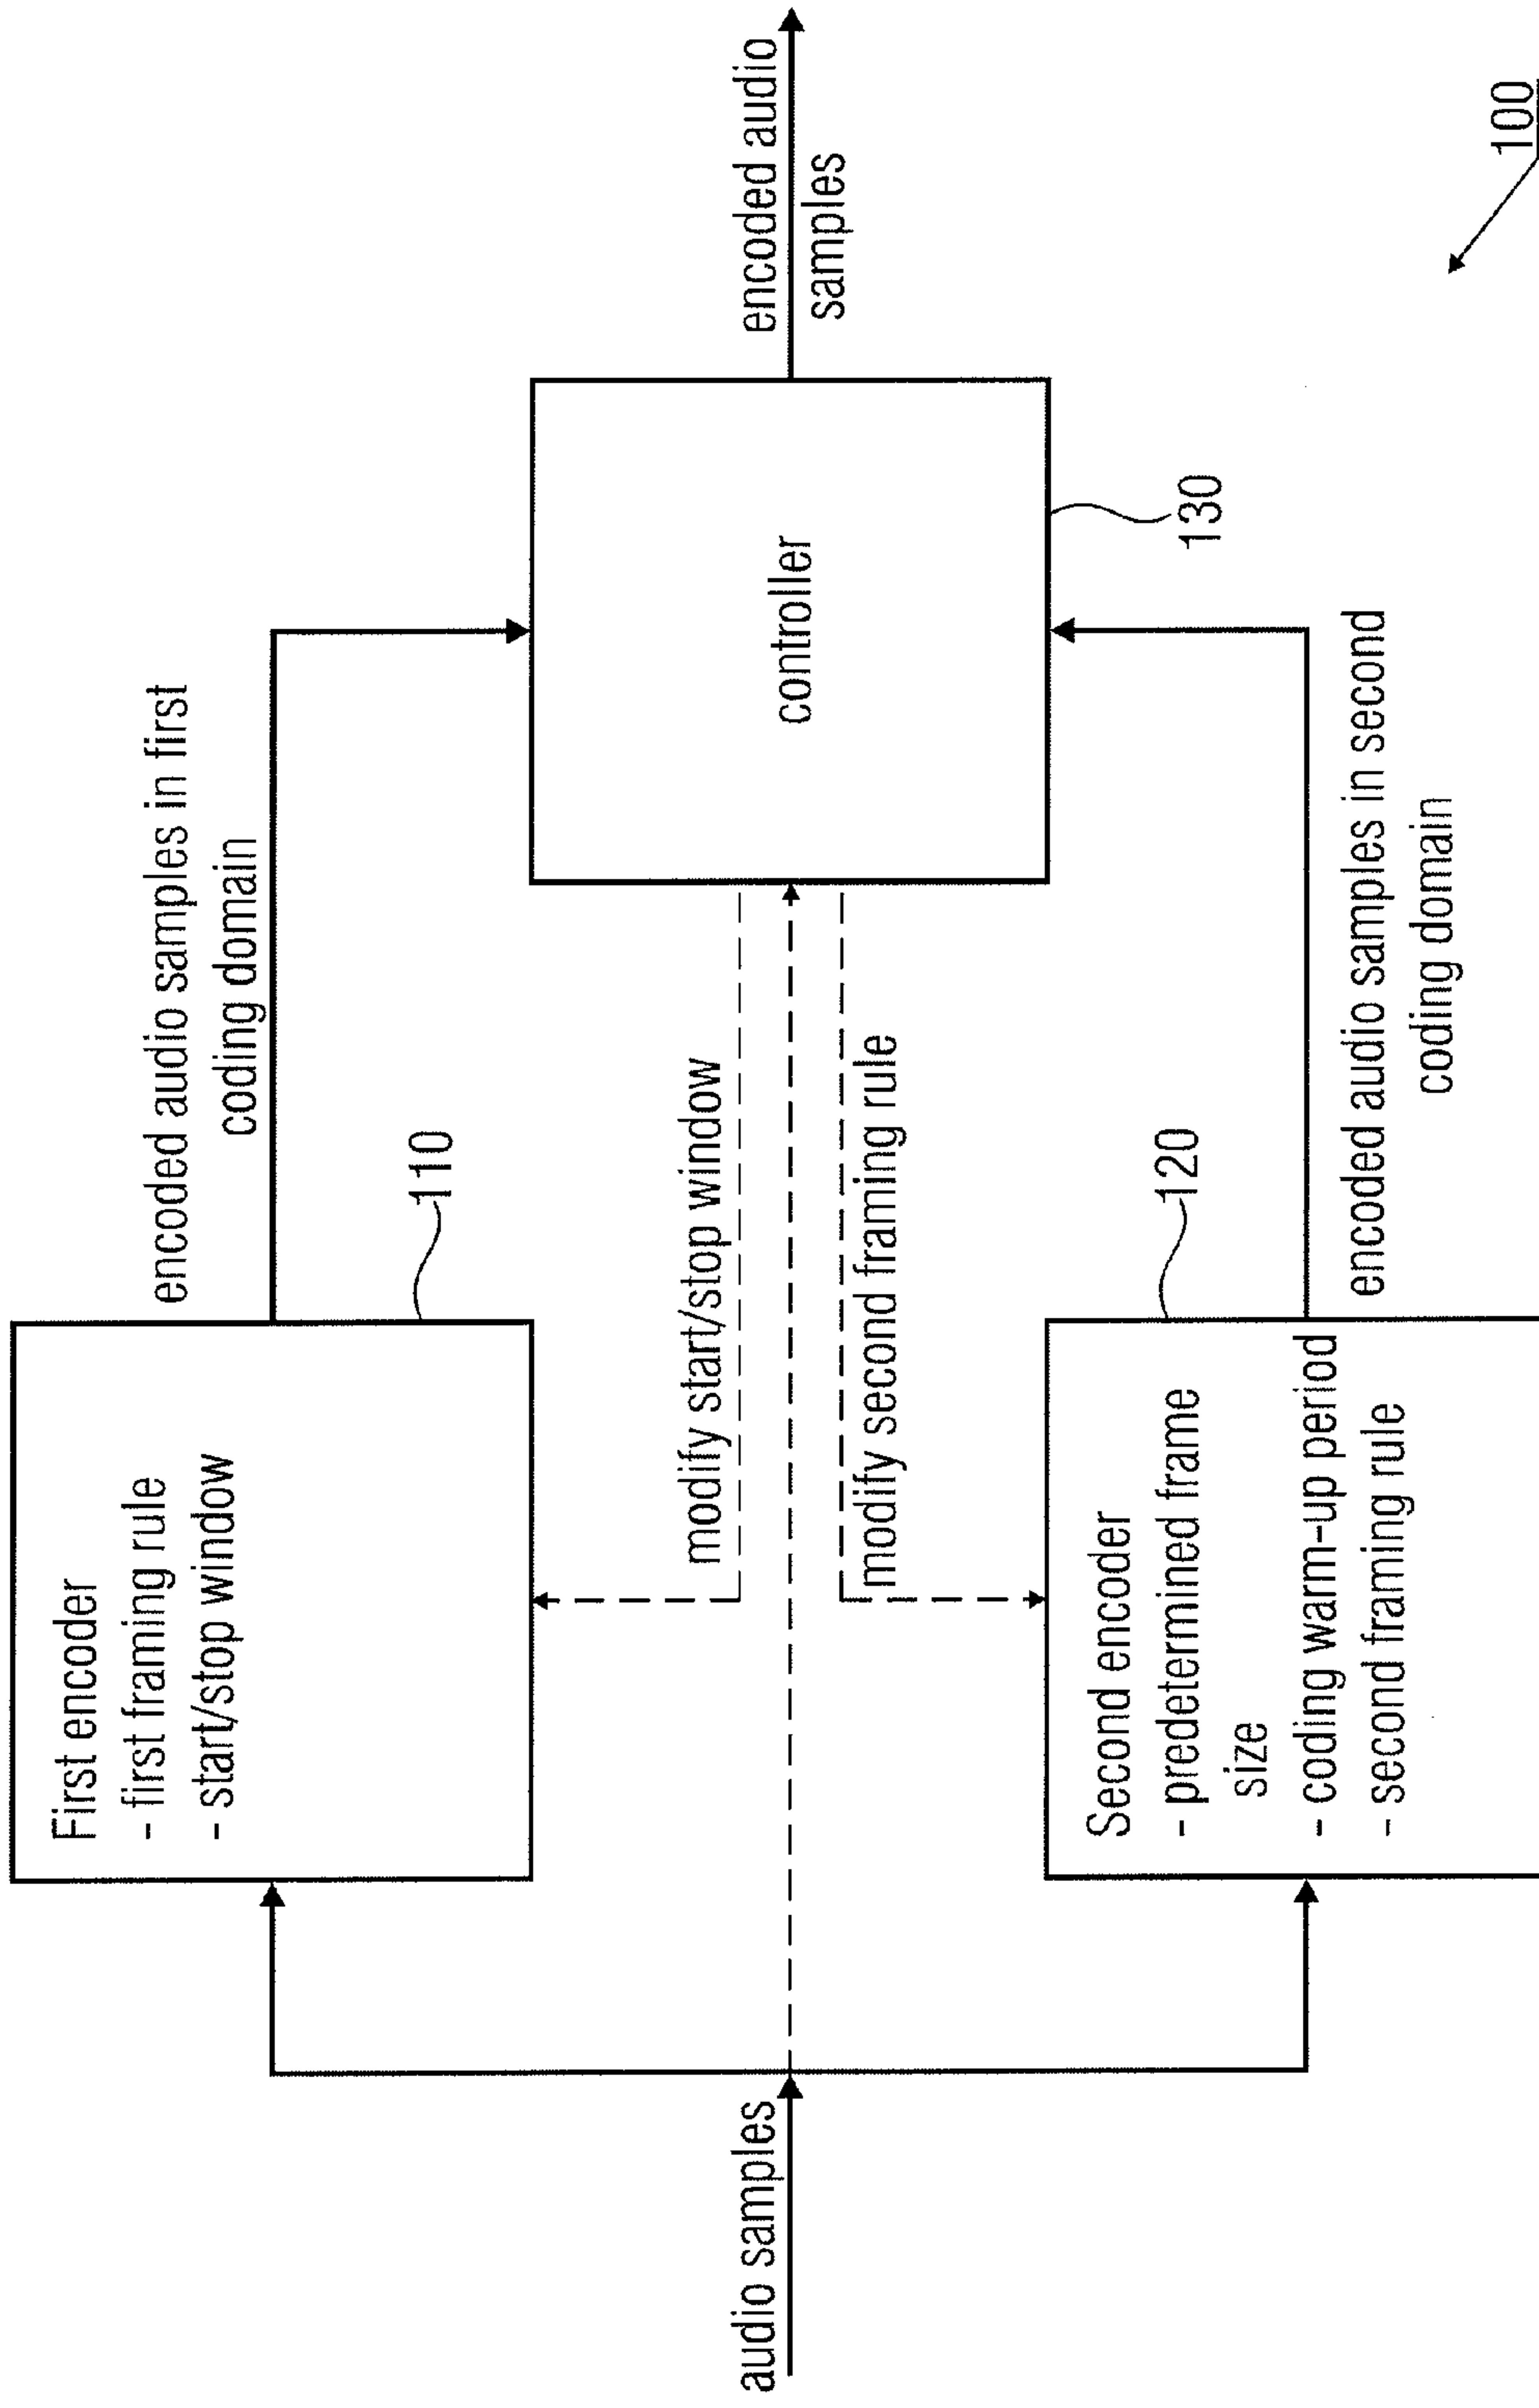 audio samples
First encoder
- first framing rule
- start/stop window
110
encoded audio samples in first
coding domain
modify start/stop window
modify second framing rule
Second encoder
- predetermined frame
size
- coding warm-up period
- second framing rule
120
encoded audio samples in second
coding domain
controller
130
encoded audio
samples
100